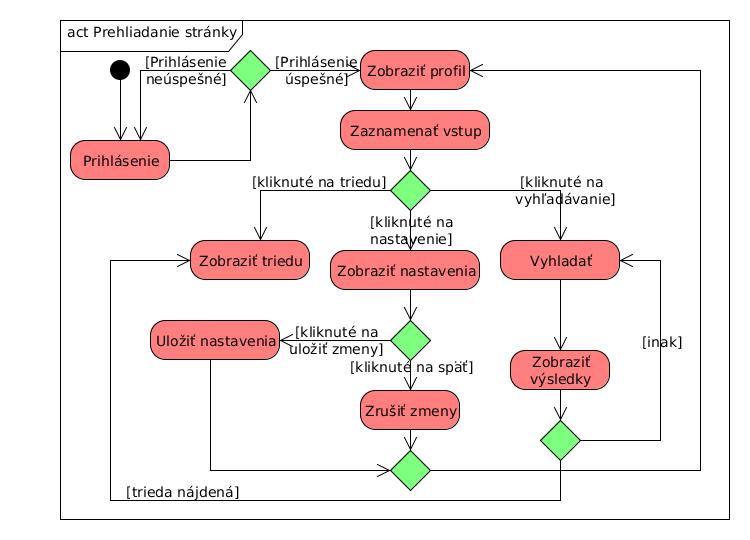 act Prehliadanie stránky
[Prihlásenie
neúspešné]
[Prihlásenie
úspešné]
Zobraziť profil
Zaznamenať vstup
Prihlásenie
[kliknuté na triedu]
[kliknuté na
vyhľadávanie]
[kliknuté na
nastavenie]
Zobraziť triedu
Zobraziť nastavenia
Vyhladať
Uložiť nastavenia
[kliknuté na
uložiť zmeny]
[inak]
[kliknuté na späť]
Zobraziť
výsledky
Zrušiť zmeny
[trieda nájdená]